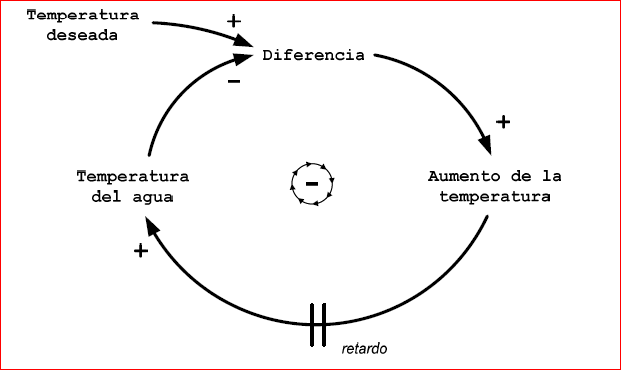 Temperatura
deseada
+
Diferencia
−
+
Temperatura
del agua
−
Aumento de la
temperatura
+
retardo